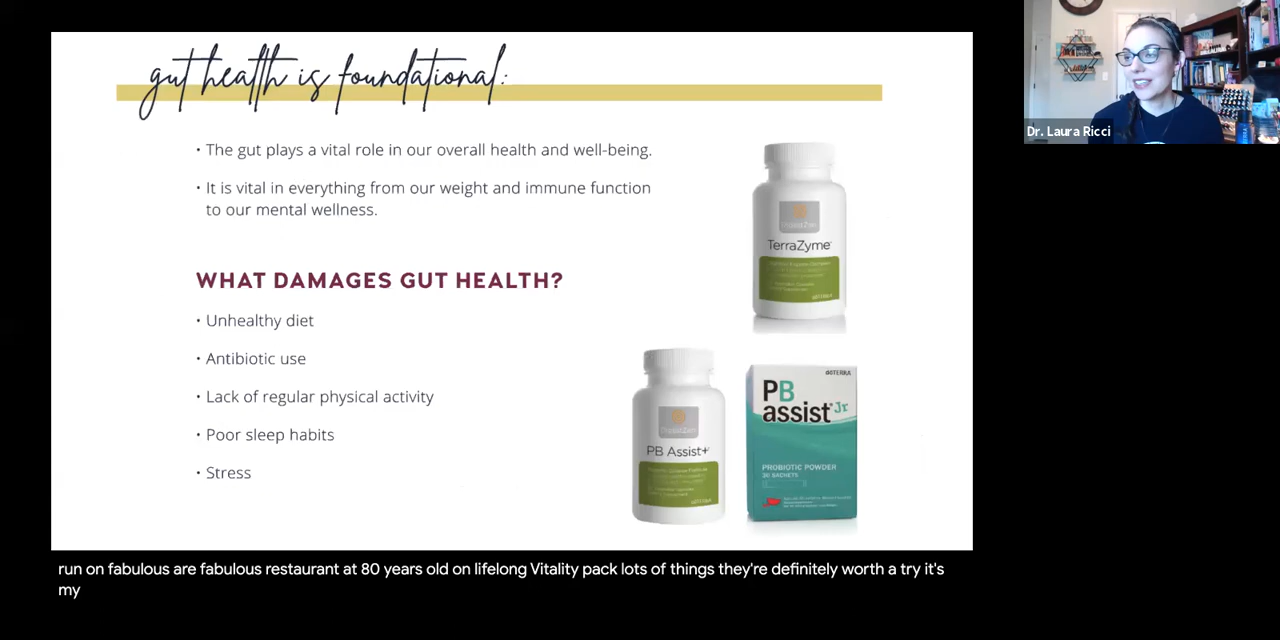 gut health is foundational:
• The gut plays a vital role in our overall health and well-being.
• It is vital in everything from our weight and immune function
to our mental wellness.
WHAT DAMAGES GUT HEALTH?
• Unhealthy diet
• Antibiotic use
• Lack of regular physical activity
• Poor sleep habits
• Stress
TerraZyme
PB Assist+
dōTERRA
PB
assist Jr
PROBIOTIC POWDER
30 SACHETS
Dr. Laura Ricci
run on fabulous are fabulous restaurant at 80 years old on lifelong Vitality pack lots of things they're definitely worth a try it's
my